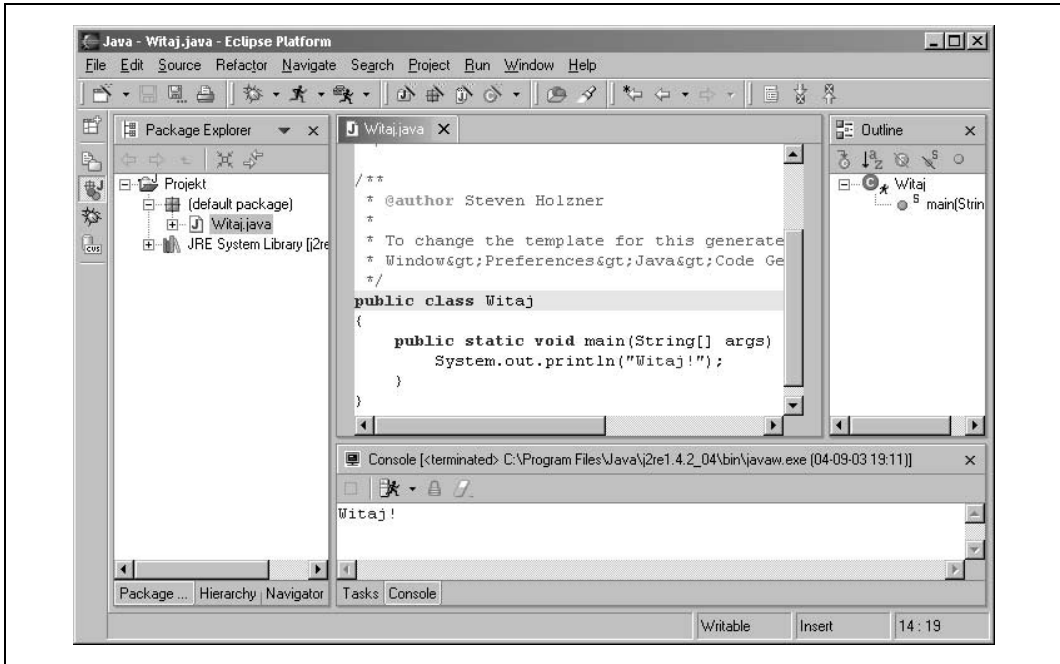 Java - Witaj.java - Eclipse Platform
File Edit Source Refactor Navigate Search Project Run Window Help
Package Explorer
Projekt
(default package)
Witaj.java
JRE System Library [j2re
Package ... Hierarchy Navigator
Witaj.java
/**
* @author Steven Holzner
*
* To change the template for this generate
* Window&gt;Preferences&gt;Java&gt;Code Ge
*/
public class Witaj
{
public static void main(String[] args)
System.out.println("Witaj!");
}
}
Outline
Witaj
main(Strin
Console [<terminated> C:\Program Files\Java\j2re1.4.2_04\bin\javaw.exe (04-09-03 19:11)]
Witaj!
Tasks Console
Writable Insert 14 : 19